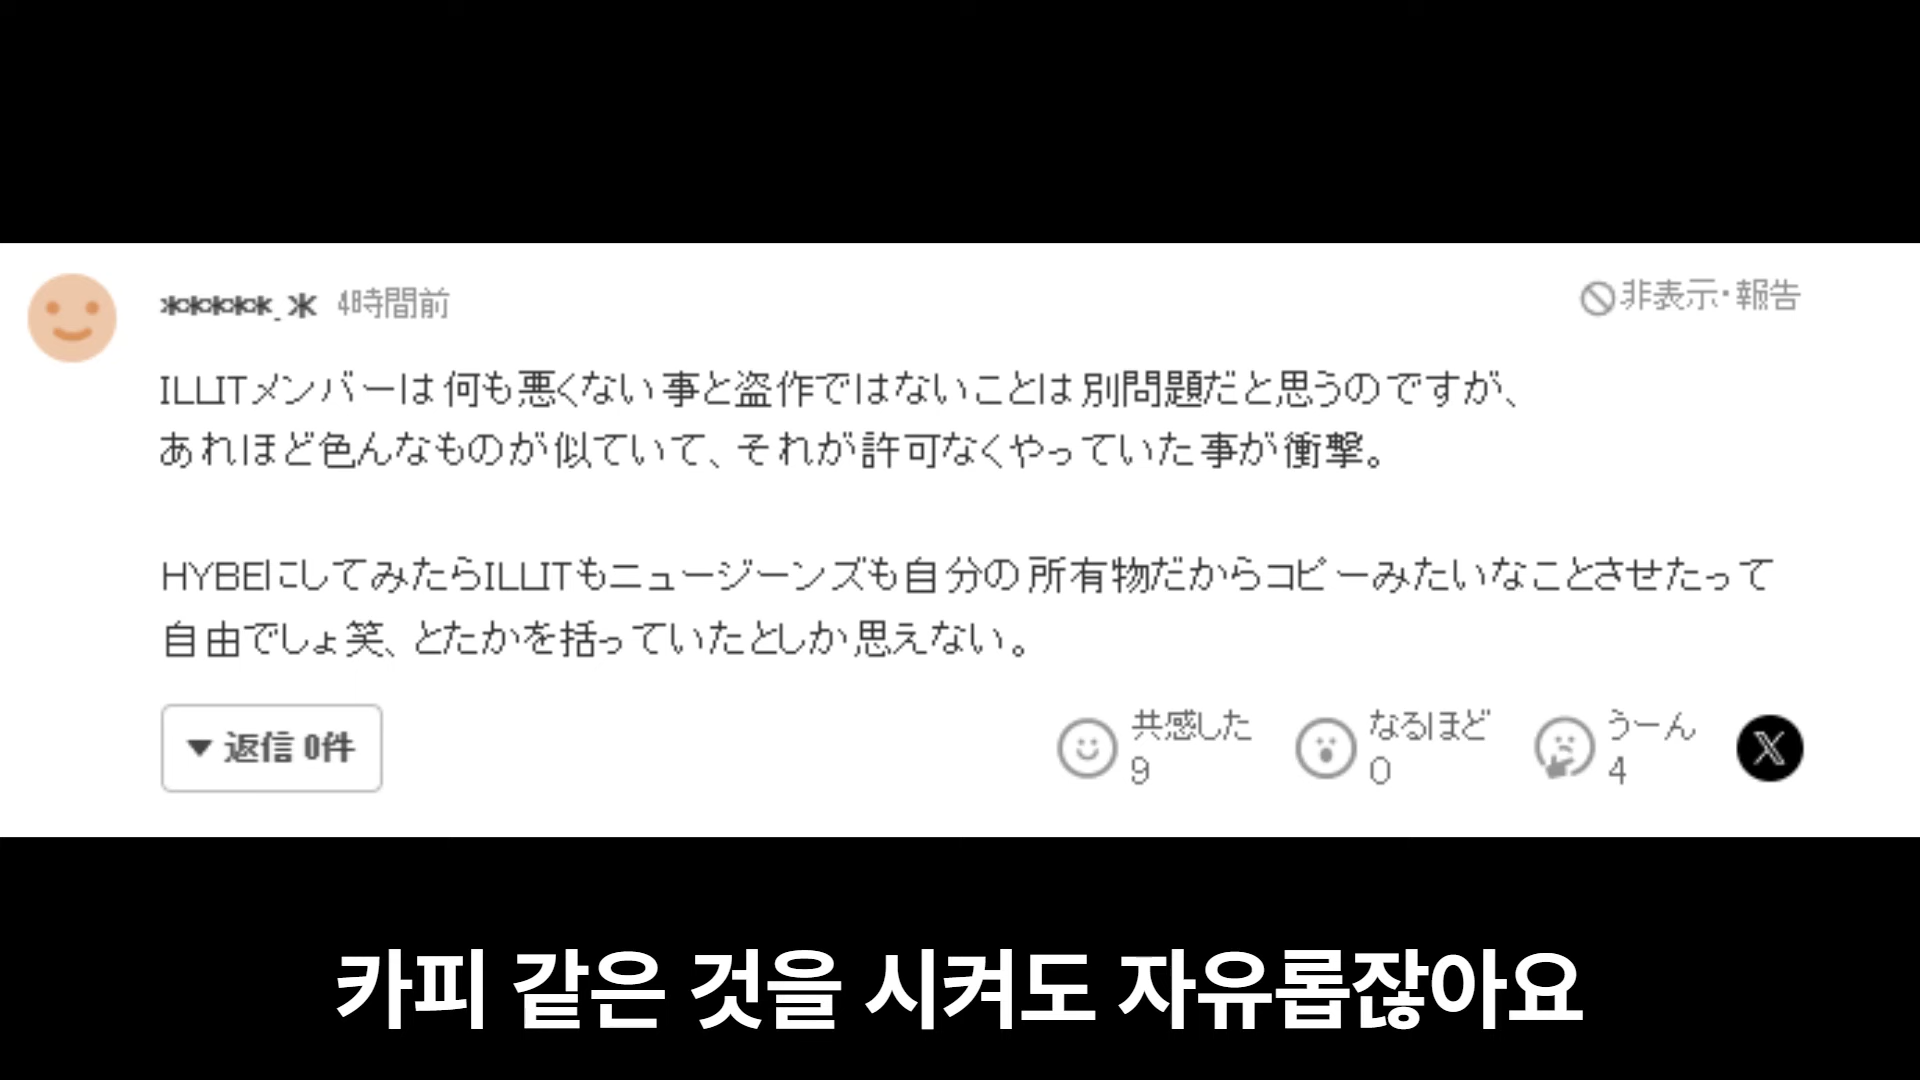 *****_* 4時間前
非表示・報告
ILLITメンバーは何も悪くない事と盗作ではないことは別問題だと思うのですが、
あれほど色んなものが似ていて、それが許可なくやっていた事が衝撃。
HYBEにしてみたらILLITもニュージーンズも自分の所有物だからコピーみたいなことさせたって
自由でしょ笑、とたかを括っていたとしか思えない。
返信 0件
共感した
9
なるほど
0
うーん
4
카피 같은 것을 시켜도 자유롭잖아요